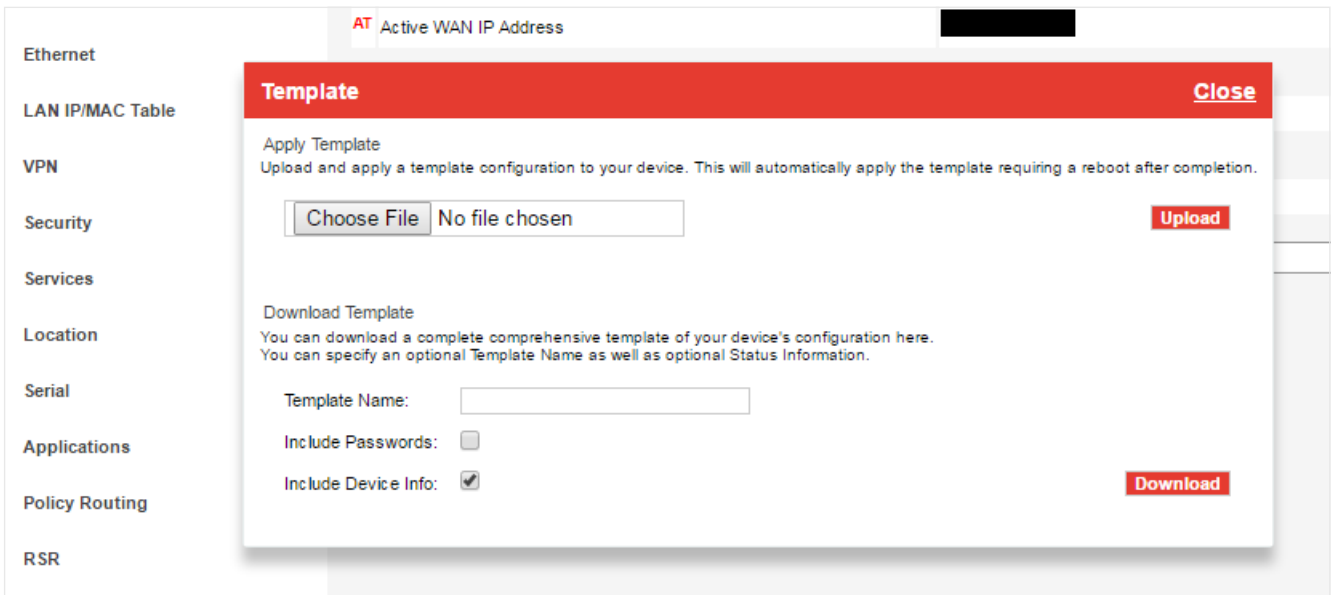 AT Active WAN IP Address
Ethernet
LAN IP/MAC Table
VPN
Security
Services
Location
Serial
Applications
Policy Routing
RSR
Template Close
Apply Template
Upload and apply a template configuration to your device. This will automatically apply the template requiring a reboot after completion.
Choose File No file chosen Upload
Download Template
You can download a complete comprehensive template of your device's configuration here.
You can specify an optional Template Name as well as optional Status Information.
Template Name:
Include Passwords:
Include Device Info: Download